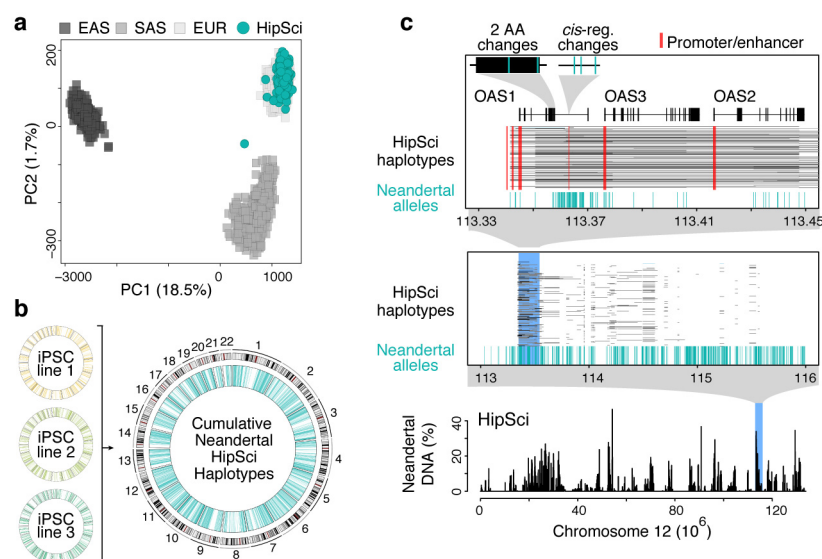 a
EAS SAS EUR HipSci
200
0
−300
PC2 (1.7%)
−3000 0 1000
PC1 (18.5%)
b
iPSC
line 1
iPSC
line 2
iPSC
line 3
Cumulative
Neandertal
HipSci
Haplotypes
1
2
3
4
5
6
7
8
9
10
11
12
13
14
15
16
17
18
19
20
21
22
c
2 AA
changes
cis-reg.
changes
Promoter/enhancer
OAS1 OAS3 OAS2
HipSci
haplotypes
Neandertal
alleles
113.33 113.37 113.41 113.45
HipSci
haplotypes
Neandertal
alleles
113 114 115 116
HipSci
Neandertal
DNA (%)
40
20
0
0 40 80 120
Chromosome 12 (10⁶)